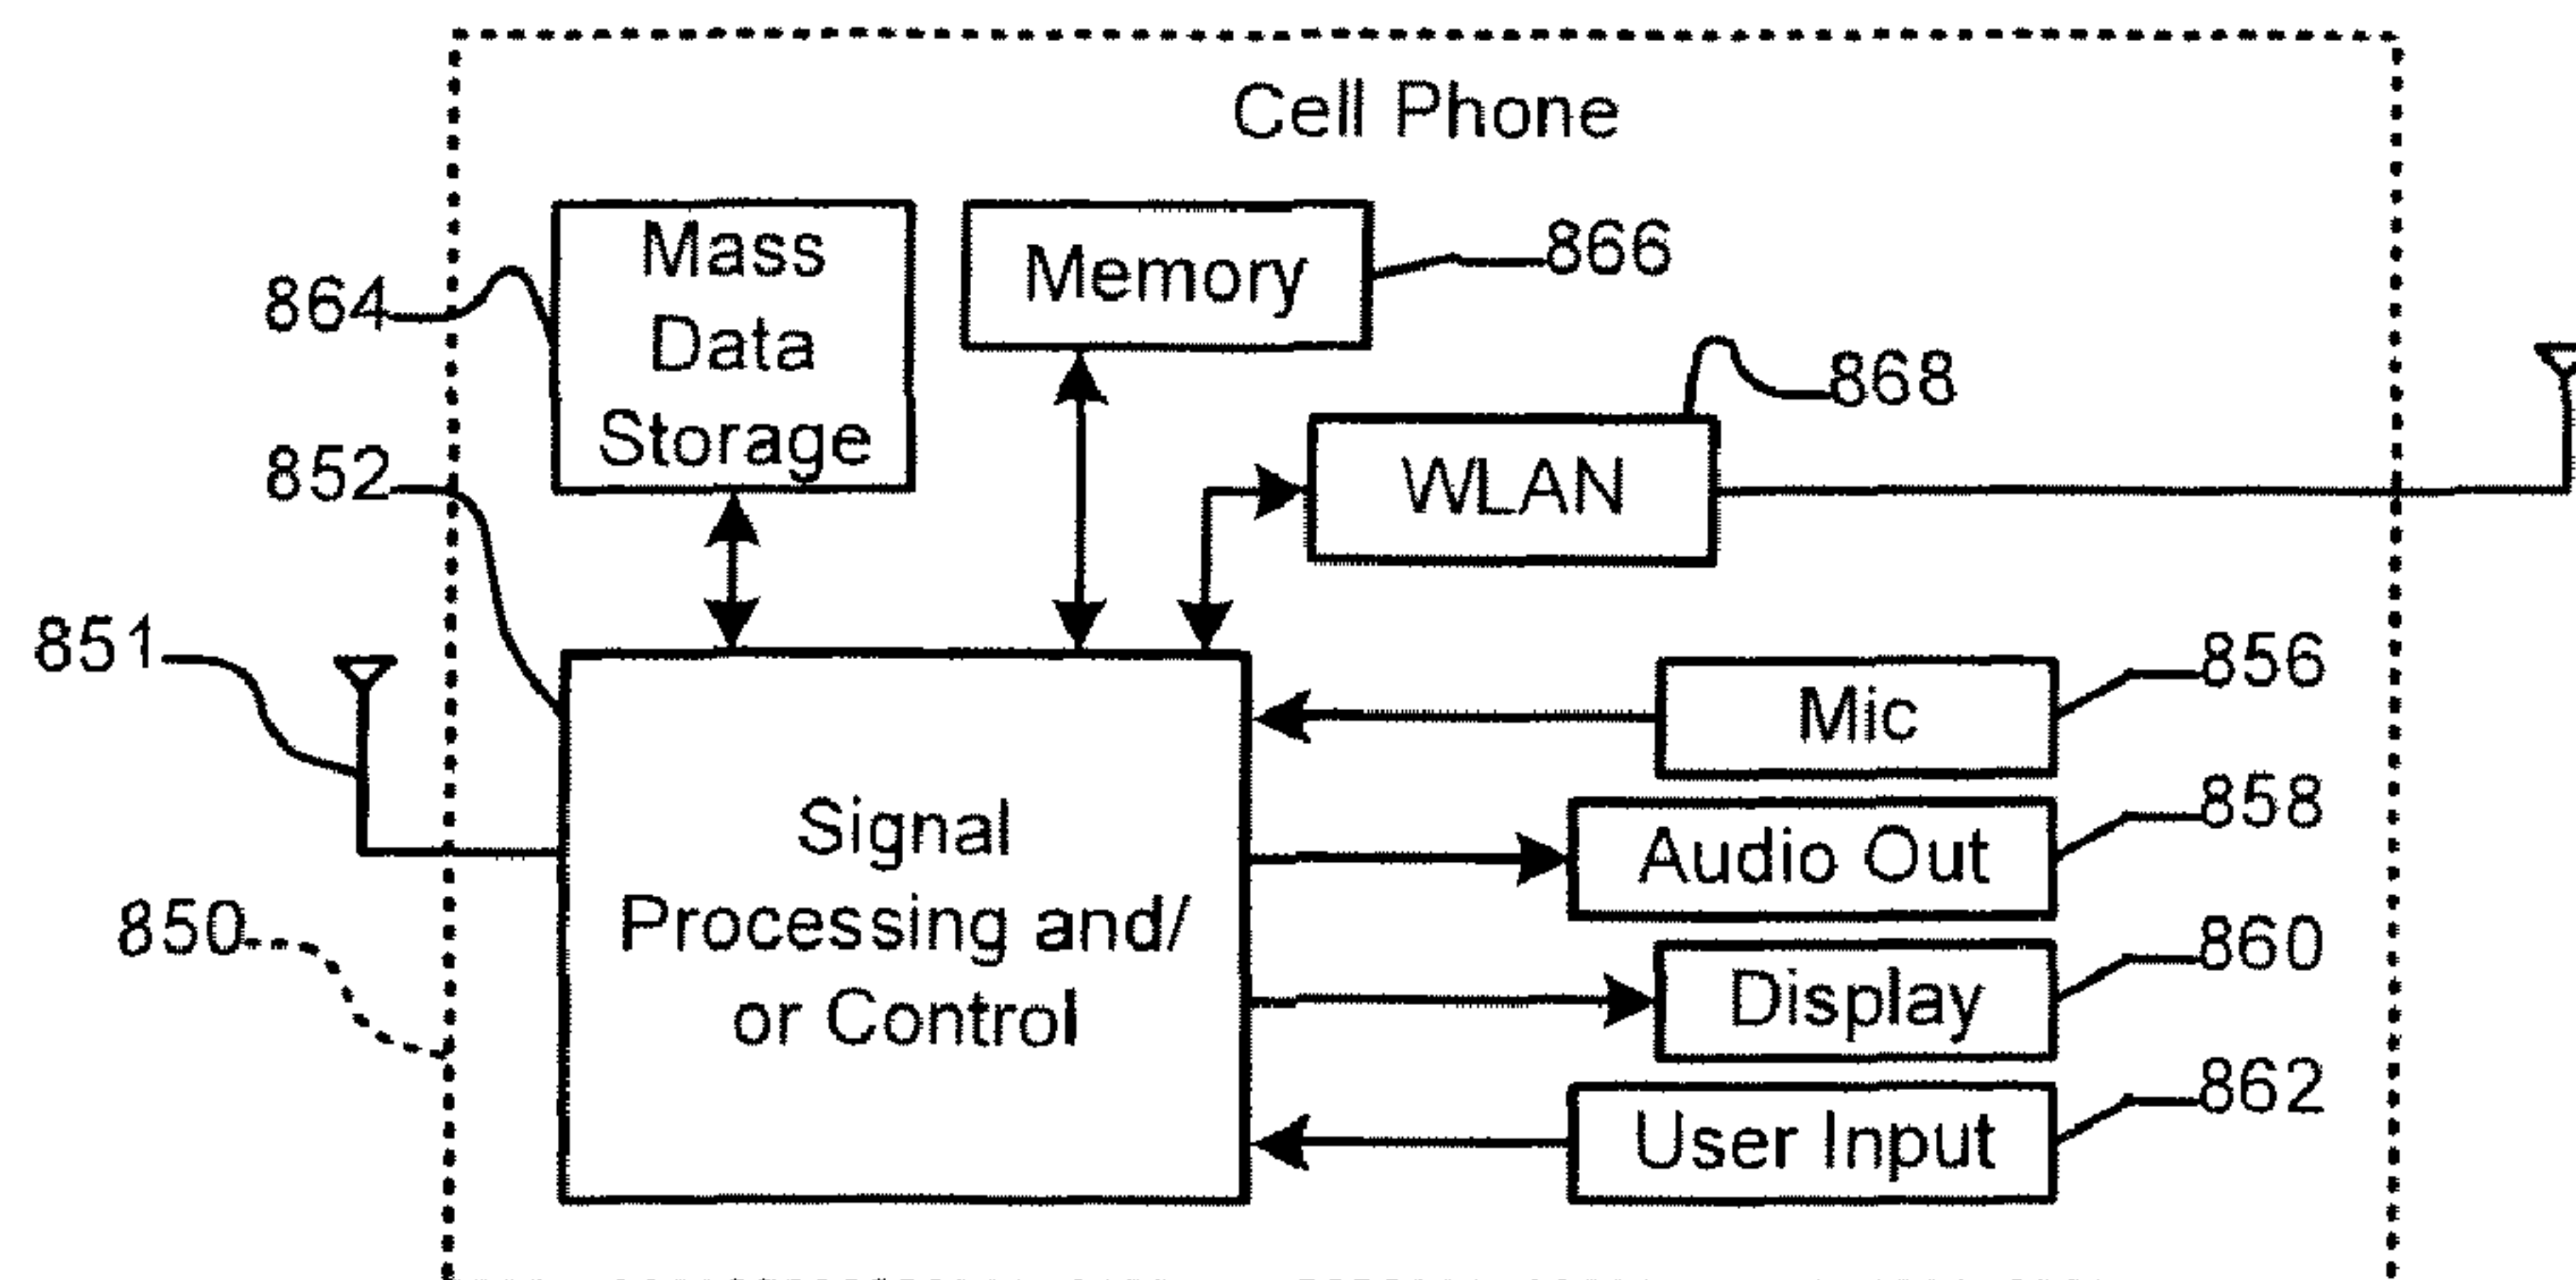 Cell Phone
Mass
Data
Storage
Memory
866
864
868
WLAN
852
851
Mic
856
Signal
Processing and/
or Control
Audio Out
858
850
Display
860
User Input
862